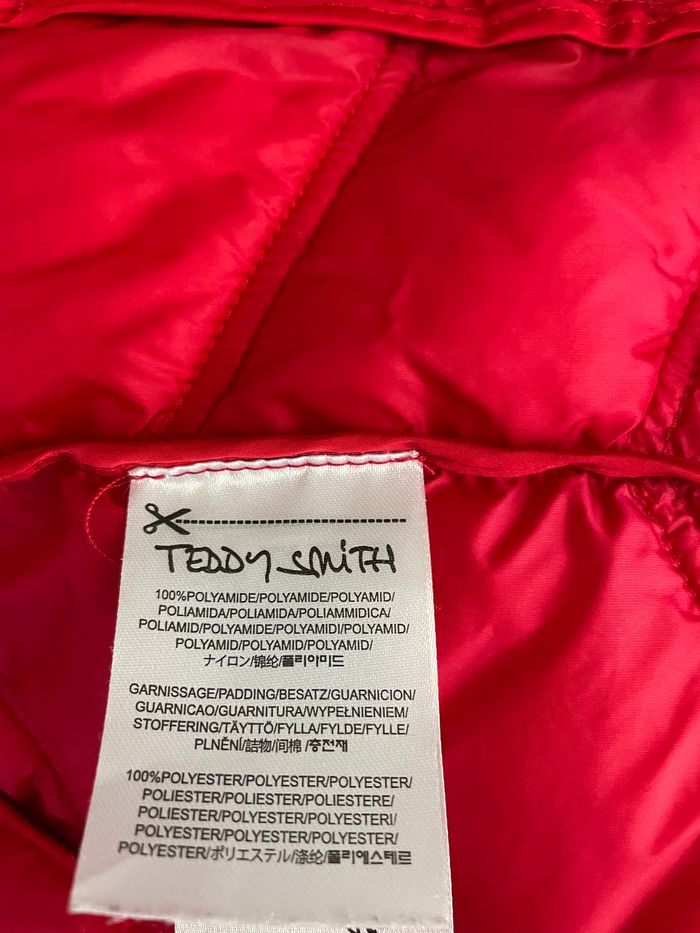 TEDDY SMiTH
100%POLYAMIDE/POLYAMIDE/POLYAMID/
POLIAMIDA/POLIAMIDA/POLIAMMIDICA/
POLIAMID/POLYAMIDE/POLYAMIDI/POLYAMID/
POLYAMID/POLYAMID/POLYAMID/
ナイロン/锦纶/폴리아미드
GARNISSAGE/PADDING/BESATZ/GUARNICION/
GUARNICAO/GUARNITURA/WYPEŁNIENIEM/
STOFFERING/TÄYTTÖ/FYLLA/FYLDE/FYLLE/
PLNĚNÍ/詰物/间棉 /충전재
100%POLYESTER/POLYESTER/POLYESTER/
POLIESTER/POLIESTER/POLIESTERE/
POLIESTER/POLYESTER/POLYESTERI/
POLYESTER/POLYESTER/POLYESTER/
POLYESTER/ポリエステル/涤纶/폴리에스테르